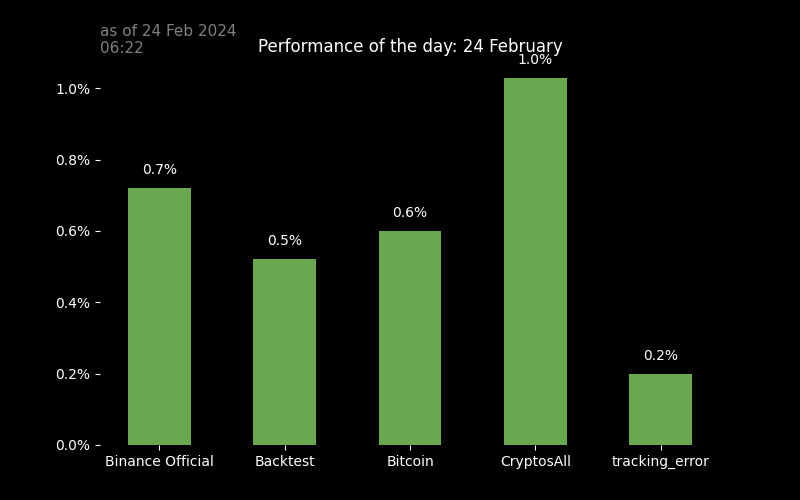 as of 24 Feb 2024
06:22
Performance of the day: 24 February
1.0%
1.0%
0.8%
0.7%
0.6%
0.6%
0.5%
0.4%
0.2%
0.2%
0.0%
Binance Official
Backtest
Bitcoin
CryptosAll
tracking_error